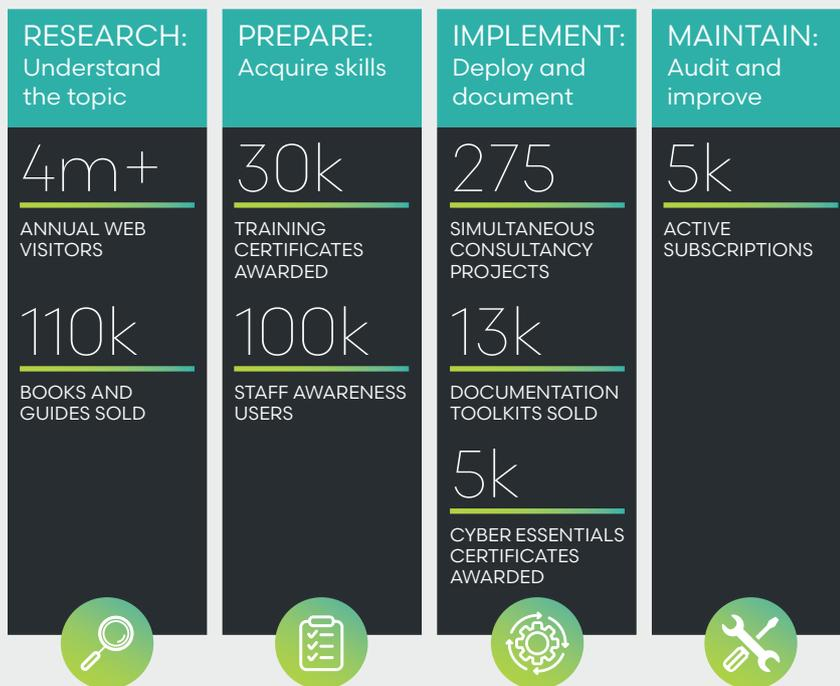 RESEARCH:
Understand
the topic
4m+
ANNUAL WEB
VISITORS
110k
BOOKS AND
GUIDES SOLD
PREPARE:
Acquire skills
30k
TRAINING
CERTIFICATES
AWARDED
100k
STAFF AWARENESS
USERS
IMPLEMENT:
Deploy and
document
275
SIMULTANEOUS
CONSULTANCY
PROJECTS
13k
DOCUMENTATION
TOOLKITS SOLD
5k
CYBER ESSENTIALS
CERTIFICATES
AWARDED
MAINTAIN:
Audit and
improve
5k
ACTIVE
SUBSCRIPTIONS